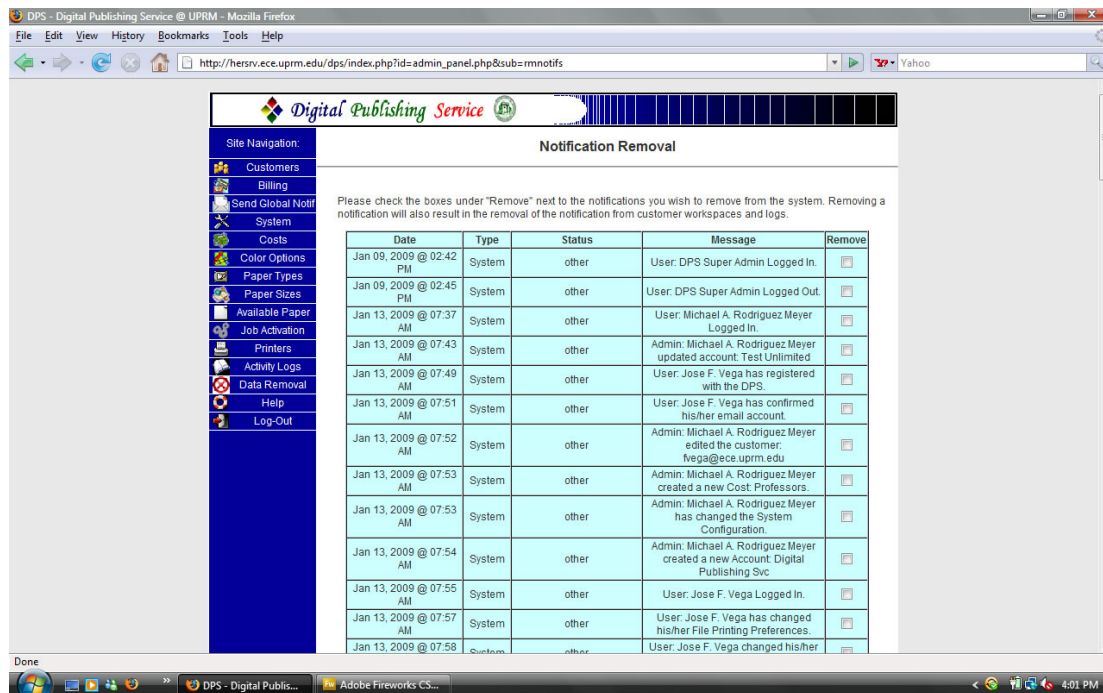 DPS - Digital Publishing Service @ UPRM - Mozilla Firefox
File Edit View History Bookmarks Tools Help
http://hersrv.ece.uprm.edu/dps/index.php?id=admin_panel.php&sub=rmnotifs
Yahoo
Digital Publishing Service
Site Navigation:
Customers
Billing
Send Global Notif
System
Costs
Color Options
Paper Types
Paper Sizes
Available Paper
Job Activation
Printers
Activity Logs
Data Removal
Help
Log-Out
Notification Removal
Please check the boxes under "Remove" next to the notifications you wish to remove from the system. Removing a
notification will also result in the removal of the notification from customer workspaces and logs.
Date Type Status Message Remove
Jan 09, 2009 @ 02:42
PM
System other User: DPS Super Admin Logged In.
Jan 09, 2009 @ 02:45
PM
System other User: DPS Super Admin Logged Out.
Jan 13, 2009 @ 07:37
AM
System other User: Michael A. Rodriguez Meyer
Logged In.
Jan 13, 2009 @ 07:43
AM
System other Admin: Michael A. Rodriguez Meyer
updated account: Test Unlimited
Jan 13, 2009 @ 07:49
AM
System other User: Jose F. Vega has registered
with the DPS.
Jan 13, 2009 @ 07:51
AM
System other User: Jose F. Vega has confirmed
his/her email account.
Jan 13, 2009 @ 07:52
AM
System other Admin: Michael A. Rodriguez Meyer
edited the customer:
fvega@ece.uprm.edu
Jan 13, 2009 @ 07:53
AM
System other Admin: Michael A. Rodriguez Meyer
created a new Cost: Professors.
Jan 13, 2009 @ 07:53
AM
System other Admin: Michael A. Rodriguez Meyer
has changed the System
Configuration.
Jan 13, 2009 @ 07:54
AM
System other Admin: Michael A. Rodriguez Meyer
created a new Account: Digital
Publishing Svc
Jan 13, 2009 @ 07:55
AM
System other User: Jose F. Vega Logged In.
Jan 13, 2009 @ 07:57
AM
System other User: Jose F. Vega has changed
his/her File Printing Preferences.
Jan 13, 2009 @ 07:58
System other User: Jose F. Vega changed his/her
Done
DPS - Digital Publis... Adobe Fireworks CS... 4:01 PM